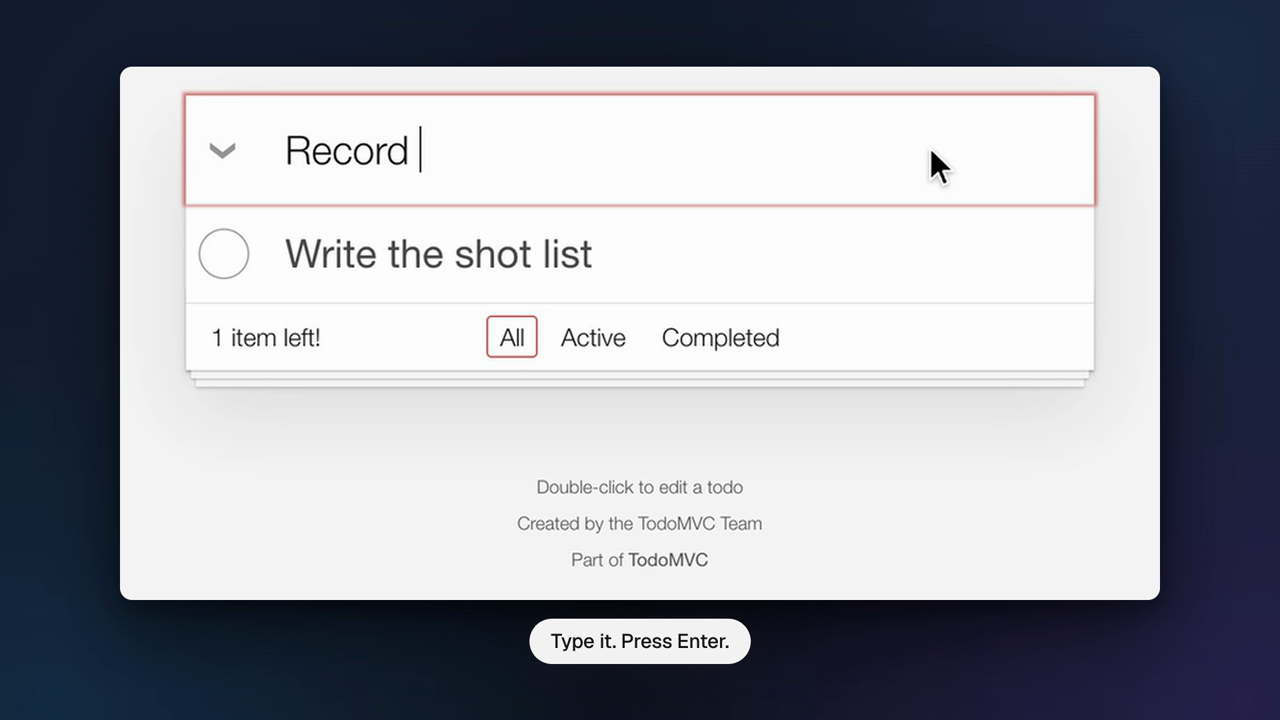 Record
Write the shot list
1 item left!
All
Active
Completed
Double-click to edit a todo
Created by the TodoMVC Team
Part of TodoMVC
Type it. Press Enter.